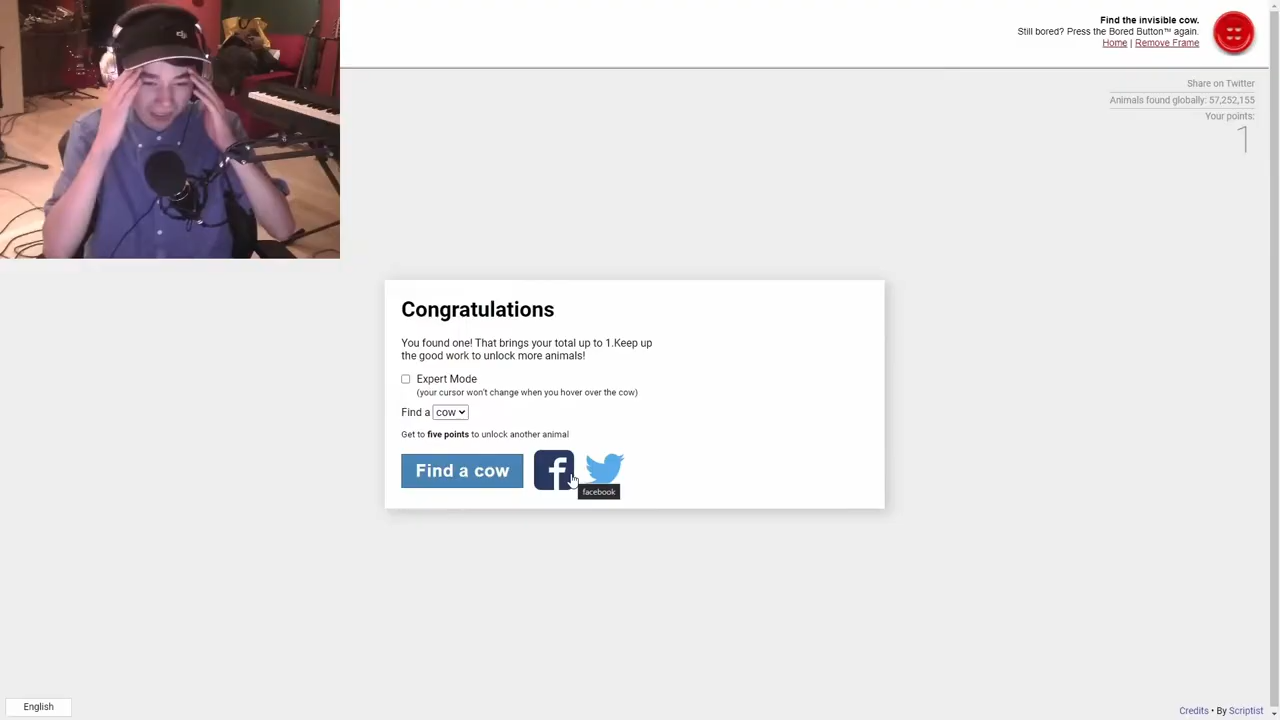 Find the invisible cow.
Still bored? Press the Bored Button™ again.
Home | Remove Frame
Share on Twitter
Animals found globally: 57,252,155
Your points:
1
Congratulations
You found one! That brings your total up to 1.Keep up
the good work to unlock more animals!
Expert Mode
(your cursor won't change when you hover over the cow)
Find a cow
Get to five points to unlock another animal
Find a cow
facebook
English
Credits • By Scriptist